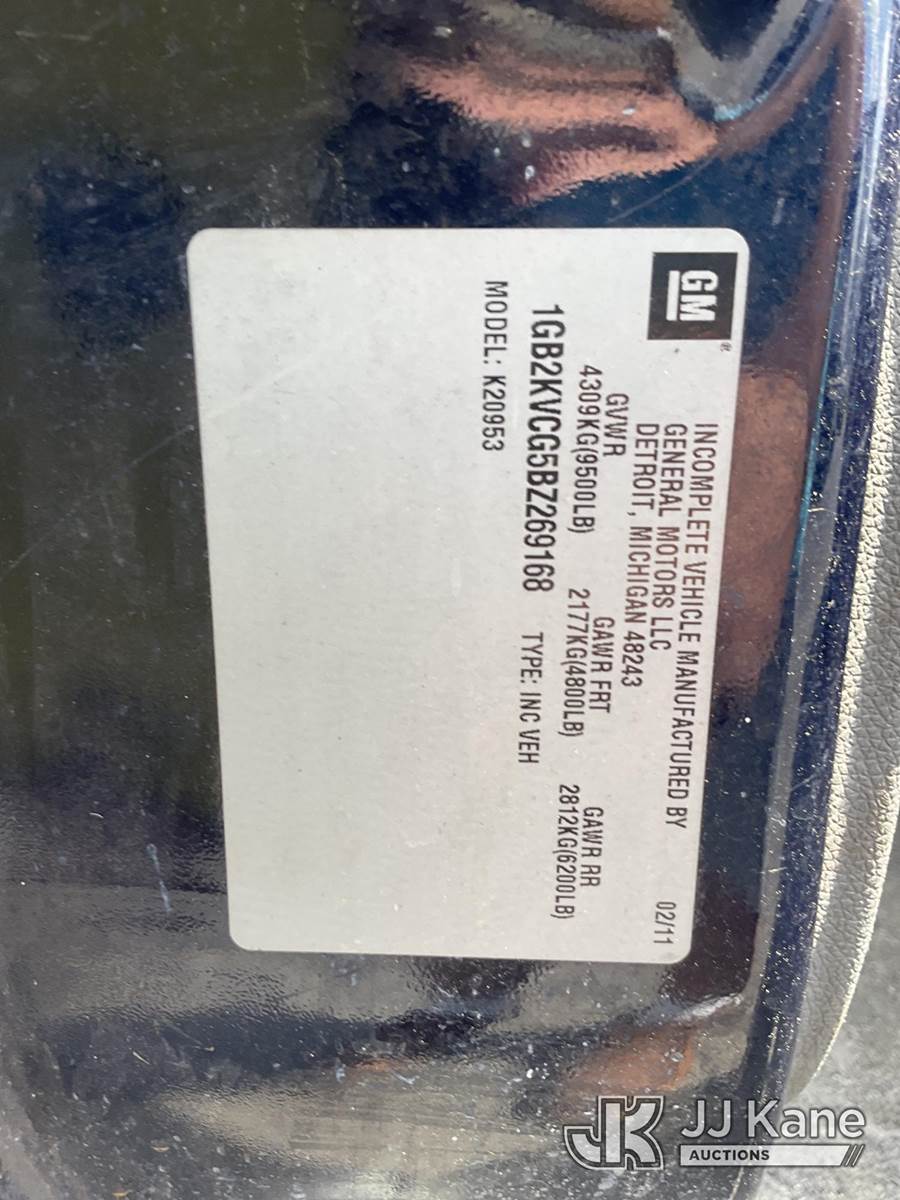 GM®
INCOMPLETE VEHICLE MANUFACTURED BY 02/11
GENERAL MOTORS LLC
DETROIT, MICHIGAN 48243
GVWR GAWR FRT GAWR RR
4309KG(9500LB) 2177KG(4800LB) 2812KG(6200LB)
1GB2KVCG5BZ269168 TYPE: INC VEH
MODEL: K20953
JK JJ Kane
AUCTIONS